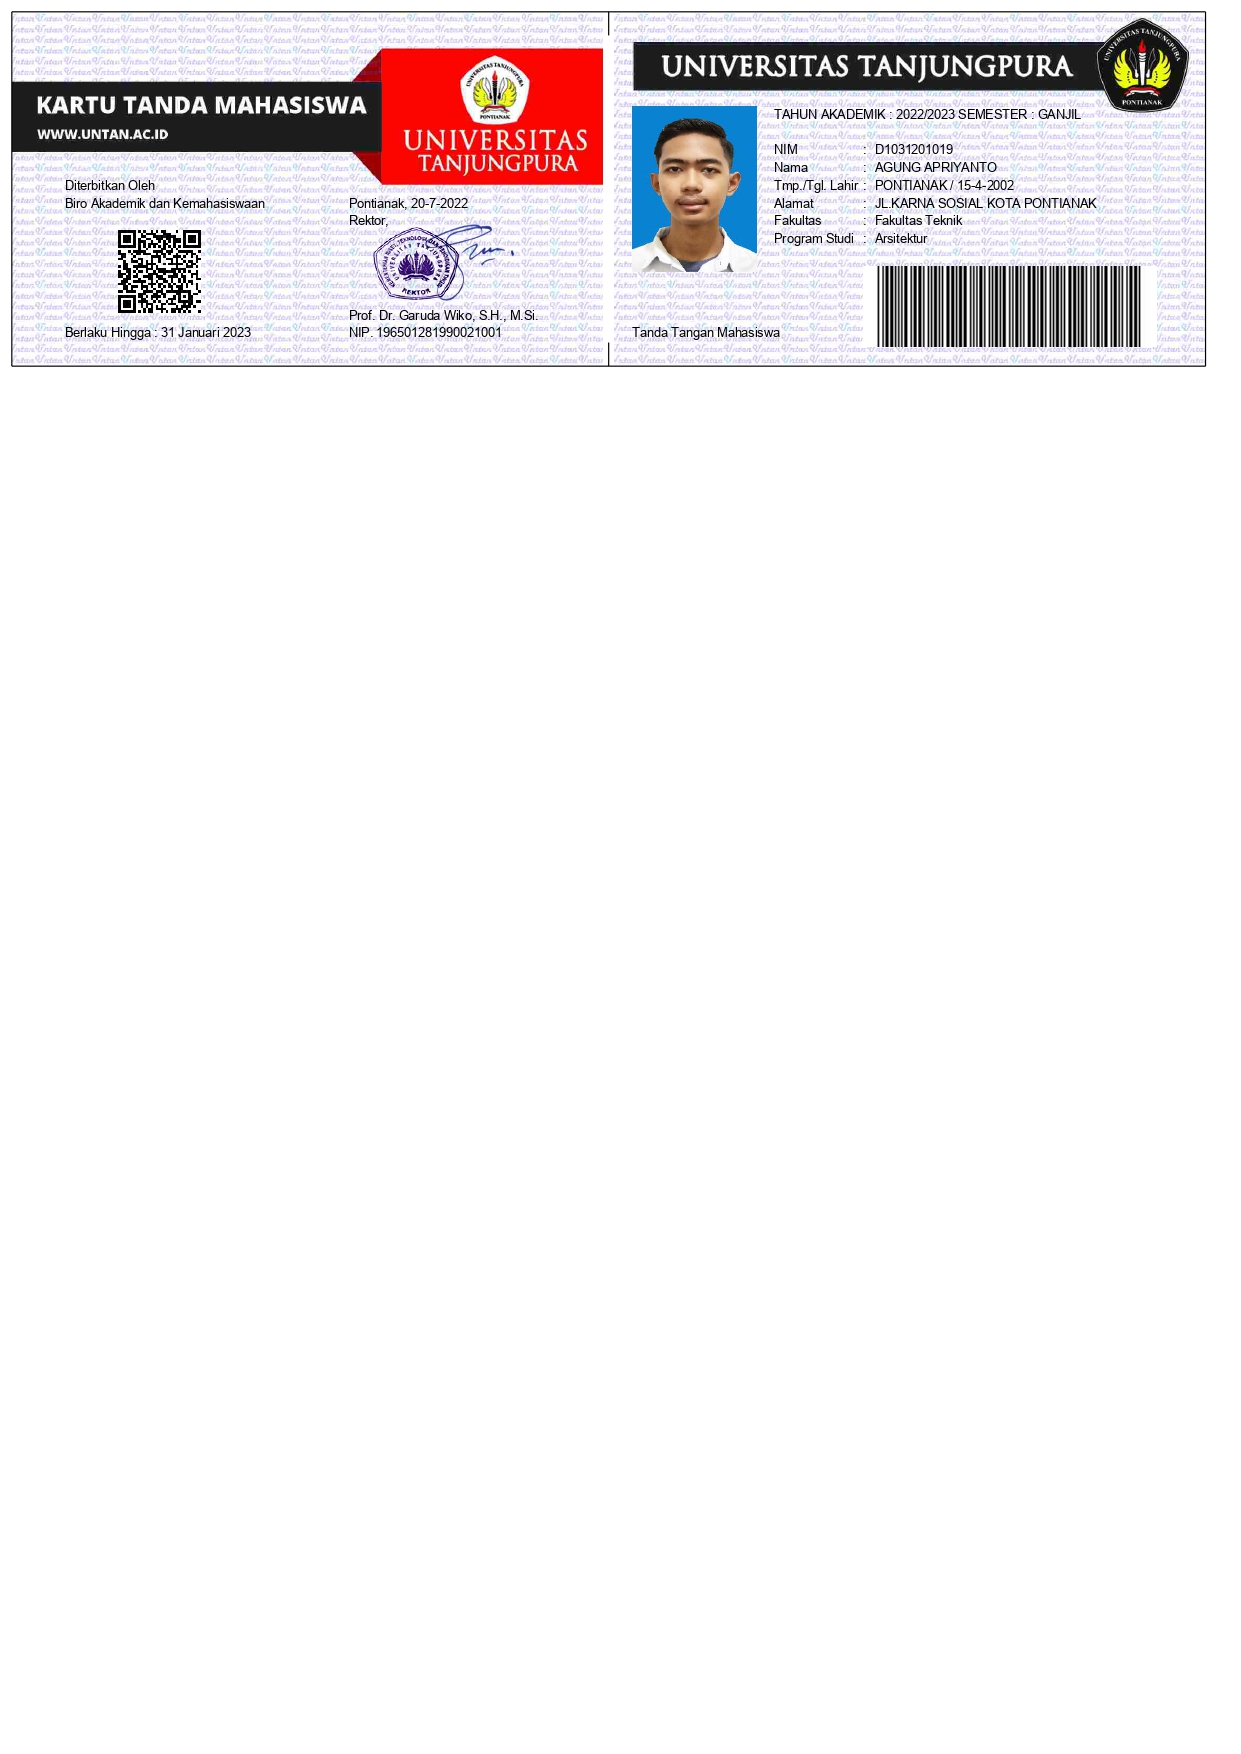 KARTU TANDA MAHASISWA
WWW.UNTAN.AC.ID
UNIVERSITAS TANJUNGPURA
PONTIANAK
UNIVERSITAS
TANJUNGPURA
Diterbitkan Oleh
Biro Akademik dan Kemahasiswaan
Berlaku Hingga : 31 Januari 2023
Pontianak, 20-7-2022
Rektor,
REKTOR
Prof. Dr. Garuda Wiko, S.H., M.Si.
NIP. 196501281990021001
UNIVERSITAS TANJUNGPURA
UNIVERSITAS TANJUNGPURA
PONTIANAK
TAHUN AKADEMIK : 2022/2023 SEMESTER : GANJIL
NIM : D1031201019
Nama : AGUNG APRIYANTO
Tmp./Tgl. Lahir : PONTIANAK / 15-4-2002
Alamat : JL.KARNA SOSIAL KOTA PONTIANAK
Fakultas : Fakultas Teknik
Program Studi : Arsitektur
Tanda Tangan Mahasiswa